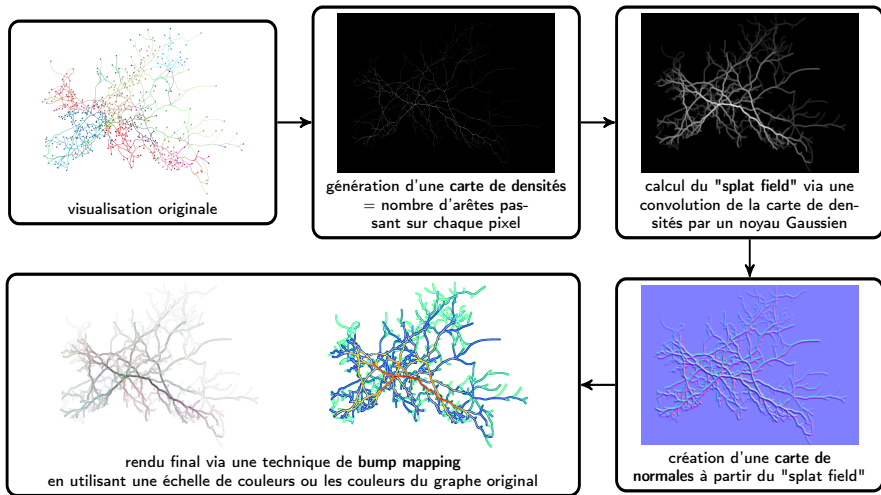 visualisation originale
génération d'une carte de densités
= nombre d'arêtes pas-
sant sur chaque pixel
calcul du "splat field" via une
convolution de la carte de den-
sités par un noyau Gaussien
rendu final via une technique de bump mapping
en utilisant une échelle de couleurs ou les couleurs du graphe original
création d'une carte de
normales à partir du "splat field"